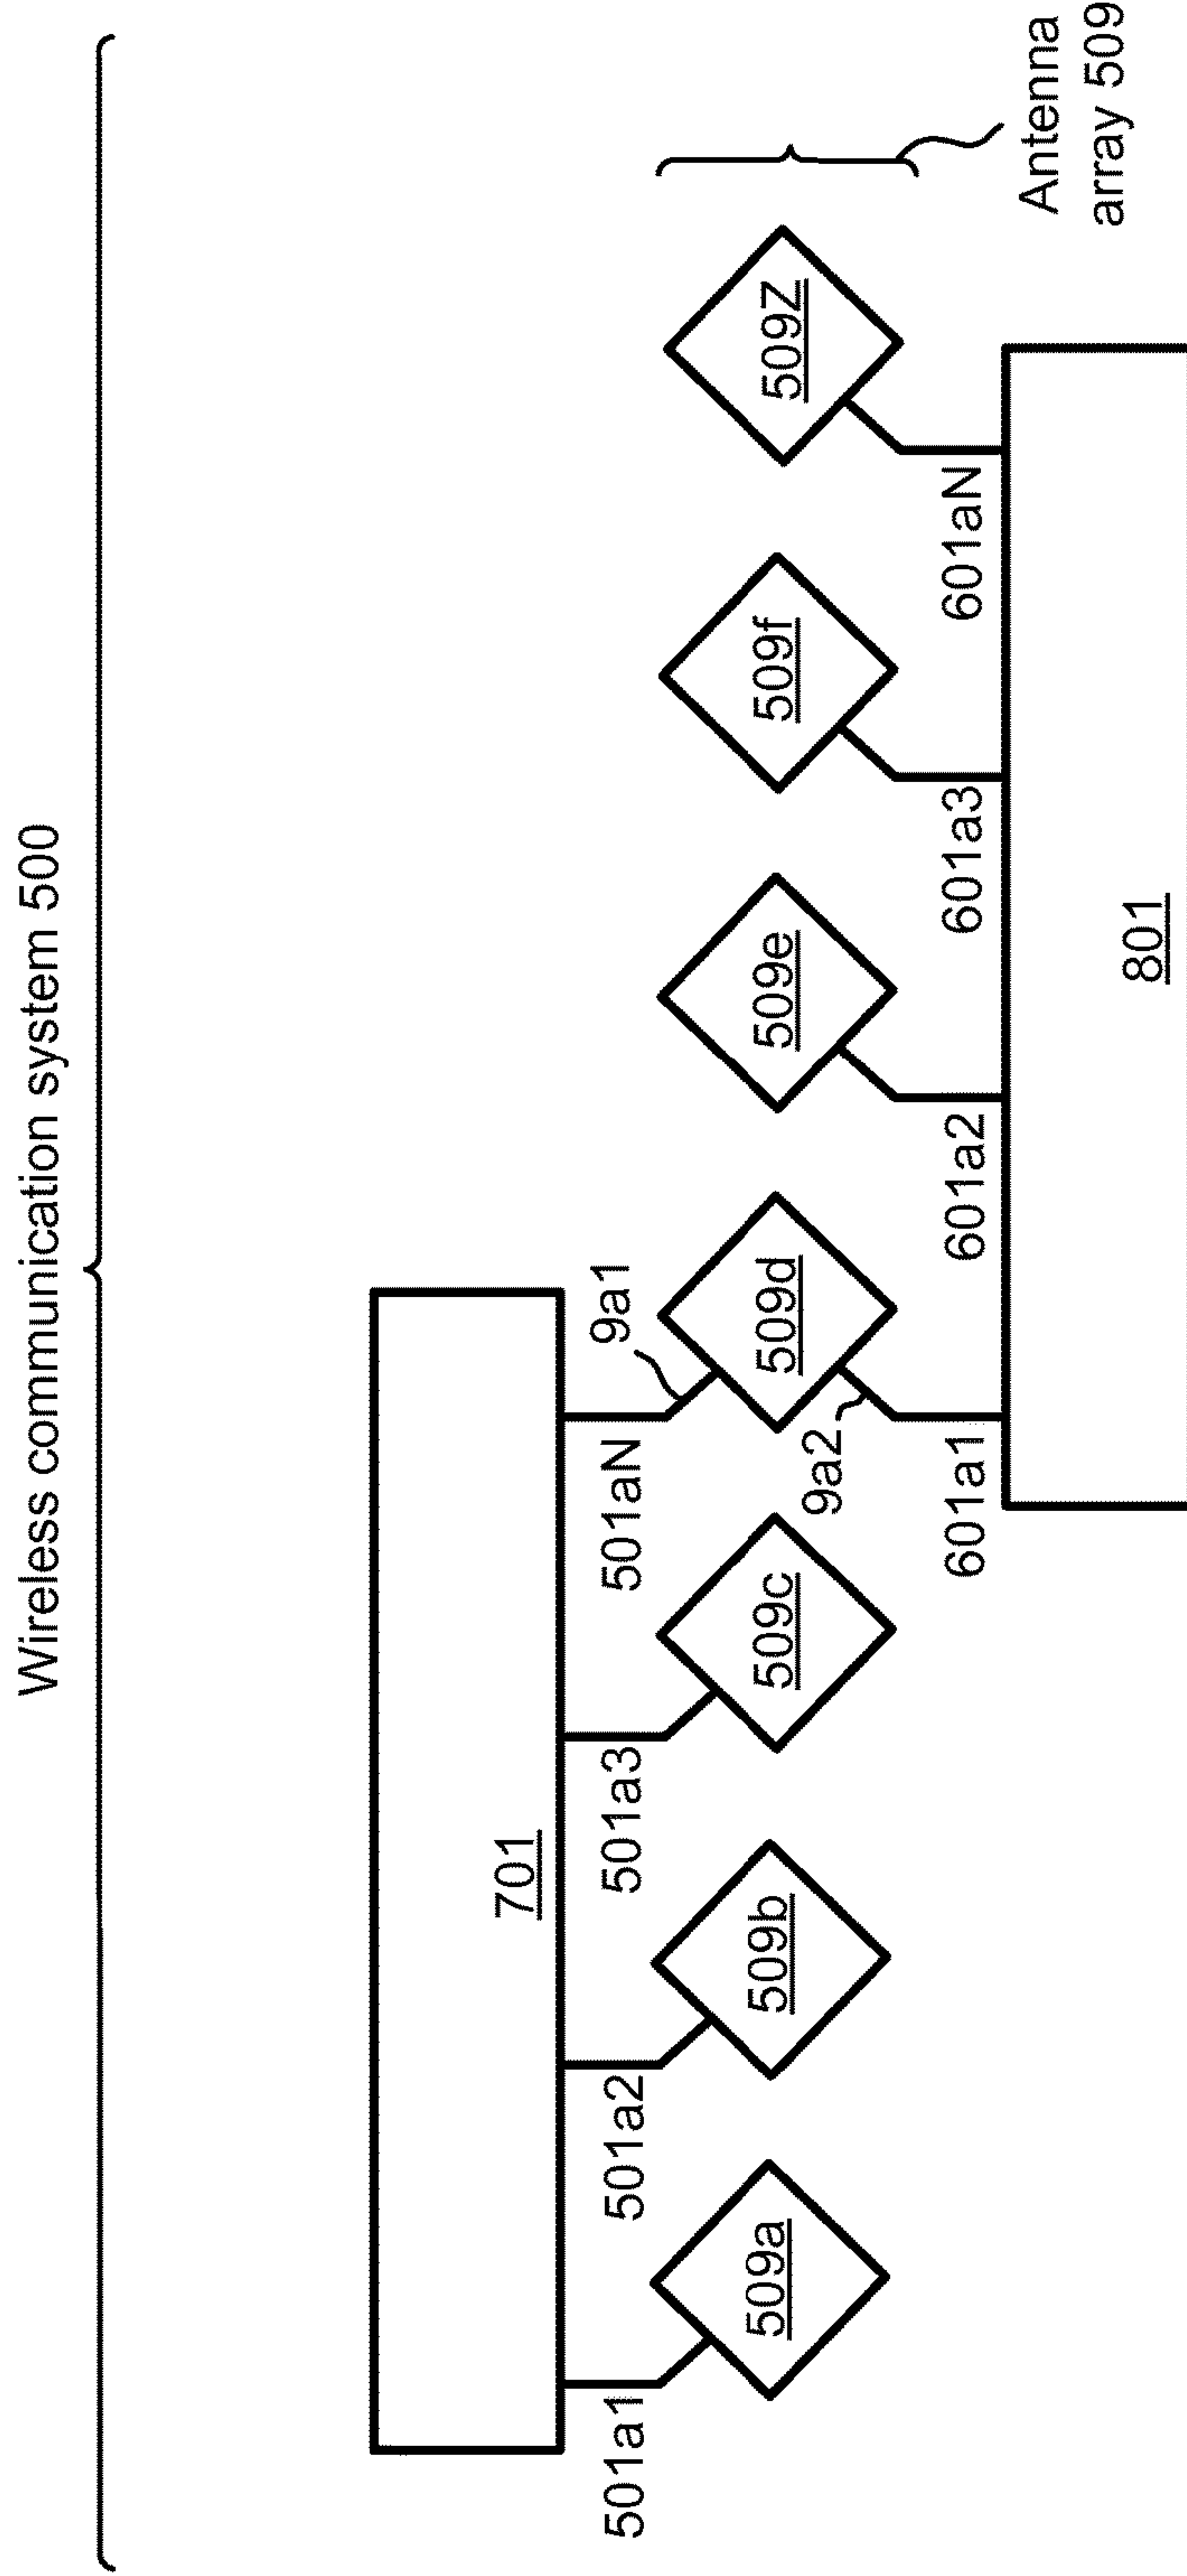 Wireless communication system 500
701
501a1
501a2
501a3
501aN
9a1
509a
509b
509c
509d
509e
509f
509Z
9a2
601a1
601a2
601a3
601aN
801
Antenna
array 509